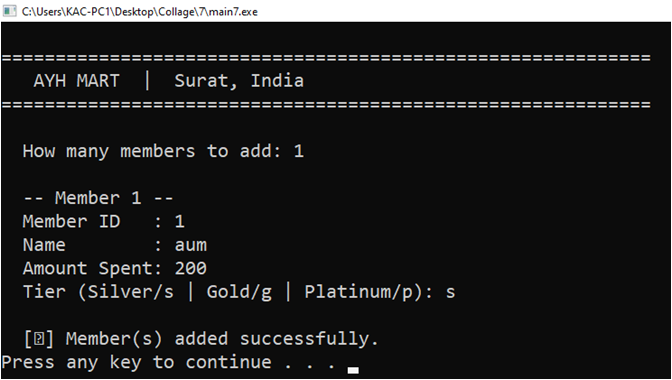 C:\Users\KAC-PC1\Desktop\Collage\7\main7.exe
============================================================
AYH MART | Surat, India
============================================================
How many members to add: 1
-- Member 1 --
Member ID : 1
Name : aum
Amount Spent: 200
Tier (Silver/s | Gold/g | Platinum/p): s
[⍰] Member(s) added successfully.
Press any key to continue . . .